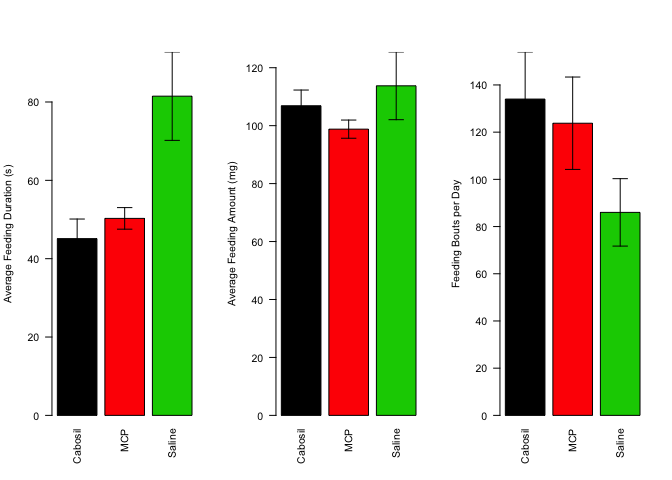 Average Feeding Duration (s)
80
60
40
20
0
Cabosil
MCP
Saline
Average Feeding Amount (mg)
120
100
80
60
40
20
0
Cabosil
MCP
Saline
Feeding Bouts per Day
140
120
100
80
60
40
20
0
Cabosil
MCP
Saline